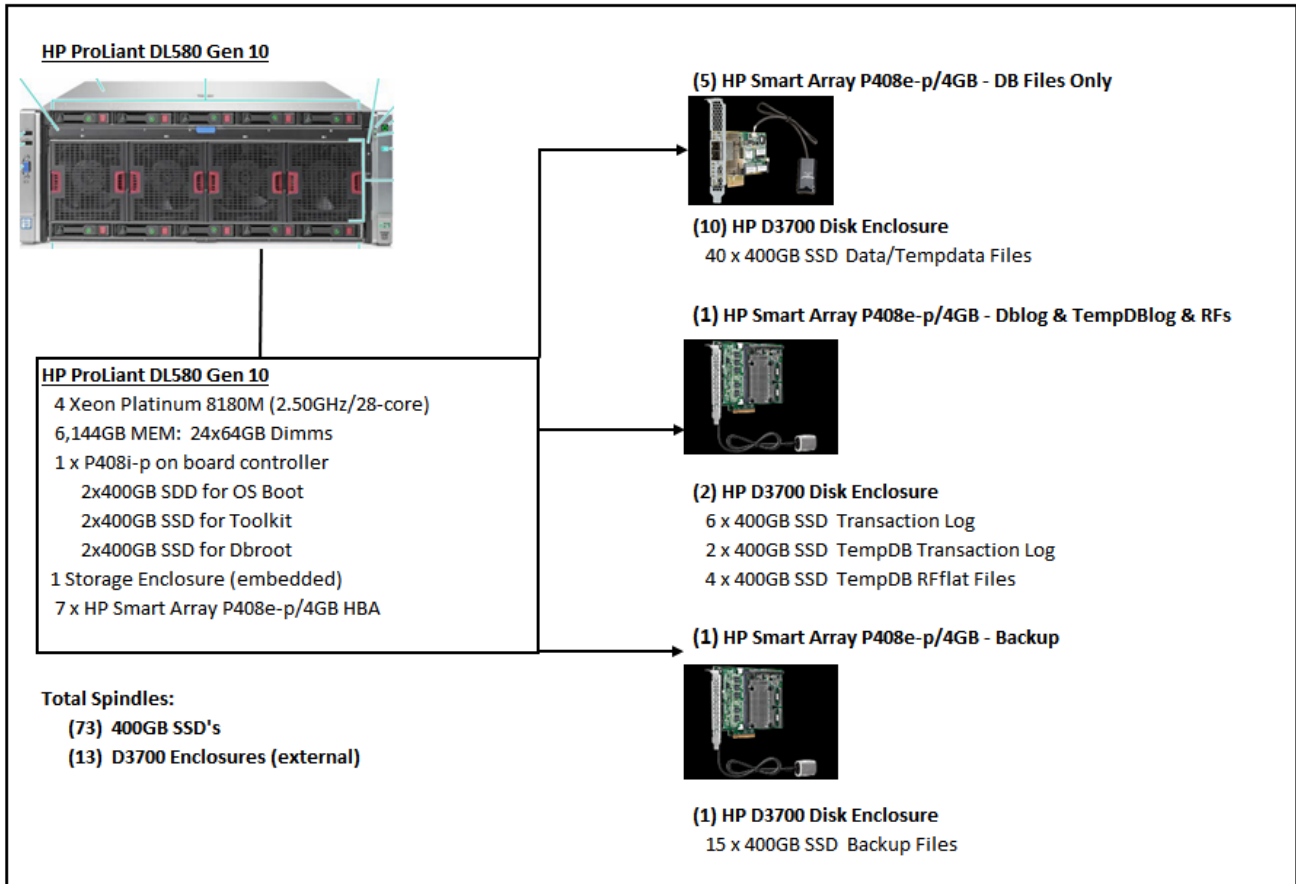 HP ProLiant DL580 Gen 10
(5) HP Smart Array P408e-p/4GB - DB Files Only
(10) HP D3700 Disk Enclosure
40 x 400GB SSD Data/Tempdata Files
(1) HP Smart Array P408e-p/4GB - Dblog & TempDBlog & RFs
HP ProLiant DL580 Gen 10
4 Xeon Platinum 8180M (2.50GHz/28-core)
6,144GB MEM: 24x64GB Dimms
1 x P408i-p on board controller
2x400GB SDD for OS Boot
2x400GB SSD for Toolkit
2x400GB SSD for Dbroot
1 Storage Enclosure (embedded)
7 x HP Smart Array P408e-p/4GB HBA
(2) HP D3700 Disk Enclosure
6 x 400GB SSD Transaction Log
2 x 400GB SSD TempDB Transaction Log
4 x 400GB SSD TempDB RFflat Files
(1) HP Smart Array P408e-p/4GB - Backup
Total Spindles:
(73) 400GB SSD's
(13) D3700 Enclosures (external)
(1) HP D3700 Disk Enclosure
15 x 400GB SSD Backup Files